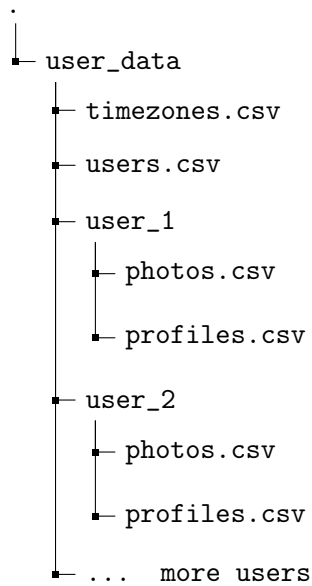 .
user_data
timezones.csv
users.csv
user_1
photos.csv
profiles.csv
user_2
photos.csv
profiles.csv
... more users